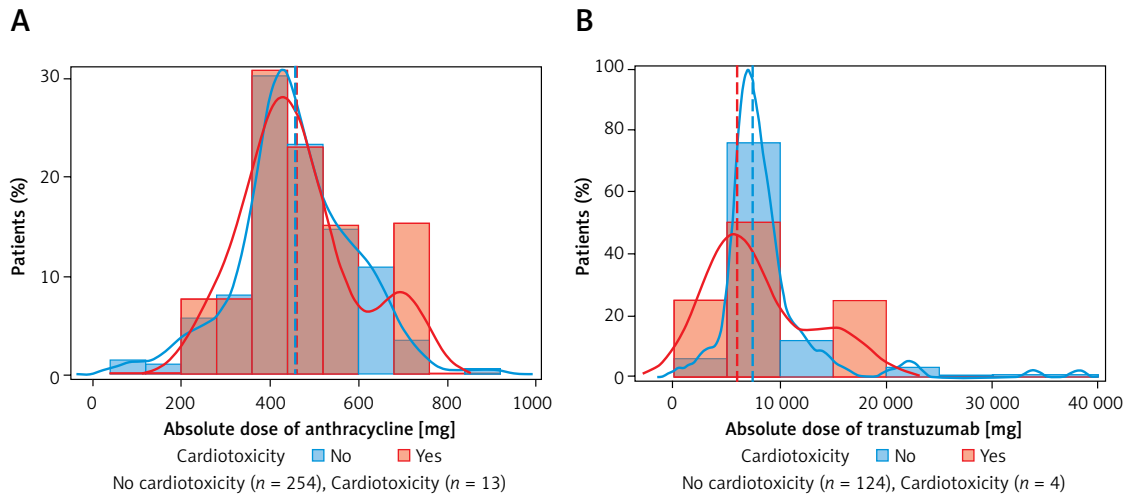 A
30
20
10
0
Patients (%)
0 200 400 600 800 1000
Absolute dose of anthracycline [mg]
Cardiotoxicity No Yes
No cardiotoxicity (n = 254), Cardiotoxicity (n = 13)
B
100
80
60
40
20
0
Patients (%)
0 10 000 20 000 30 000 40 000
Absolute dose of transtuzumab [mg]
Cardiotoxicity No Yes
No cardiotoxicity (n = 124), Cardiotoxicity (n = 4)